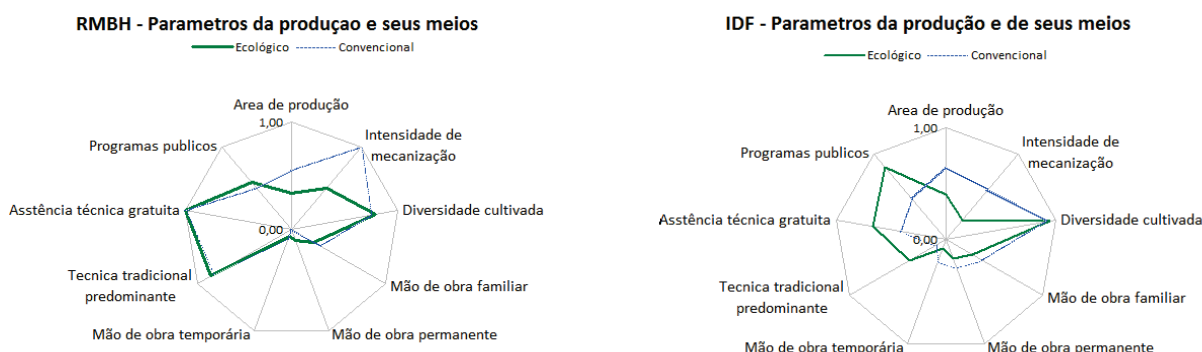 RMBH - Parametros da produçao e seus meios
Ecológico
Convencional
Area de produção
1,00
Intensidade de
mecanização
Programas publicos
Asstência técnica gratuita
Diversidade cultivada
0,00
Tecnica tradicional
predominante
Mão de obra familiar
Mão de obra temporária
Mão de obra permanente
IDF - Parametros da produção e de seus meios
Ecológico
Convencional
Area de produção
1,00
Intensidade de
mecanização
Programas publicos
Asstência técnica gratuita
Diversidade cultivada
0,00
Tecnica tradicional
predominante
Mão de obra familiar
Mão de obra temporária
Mão de obra permanente